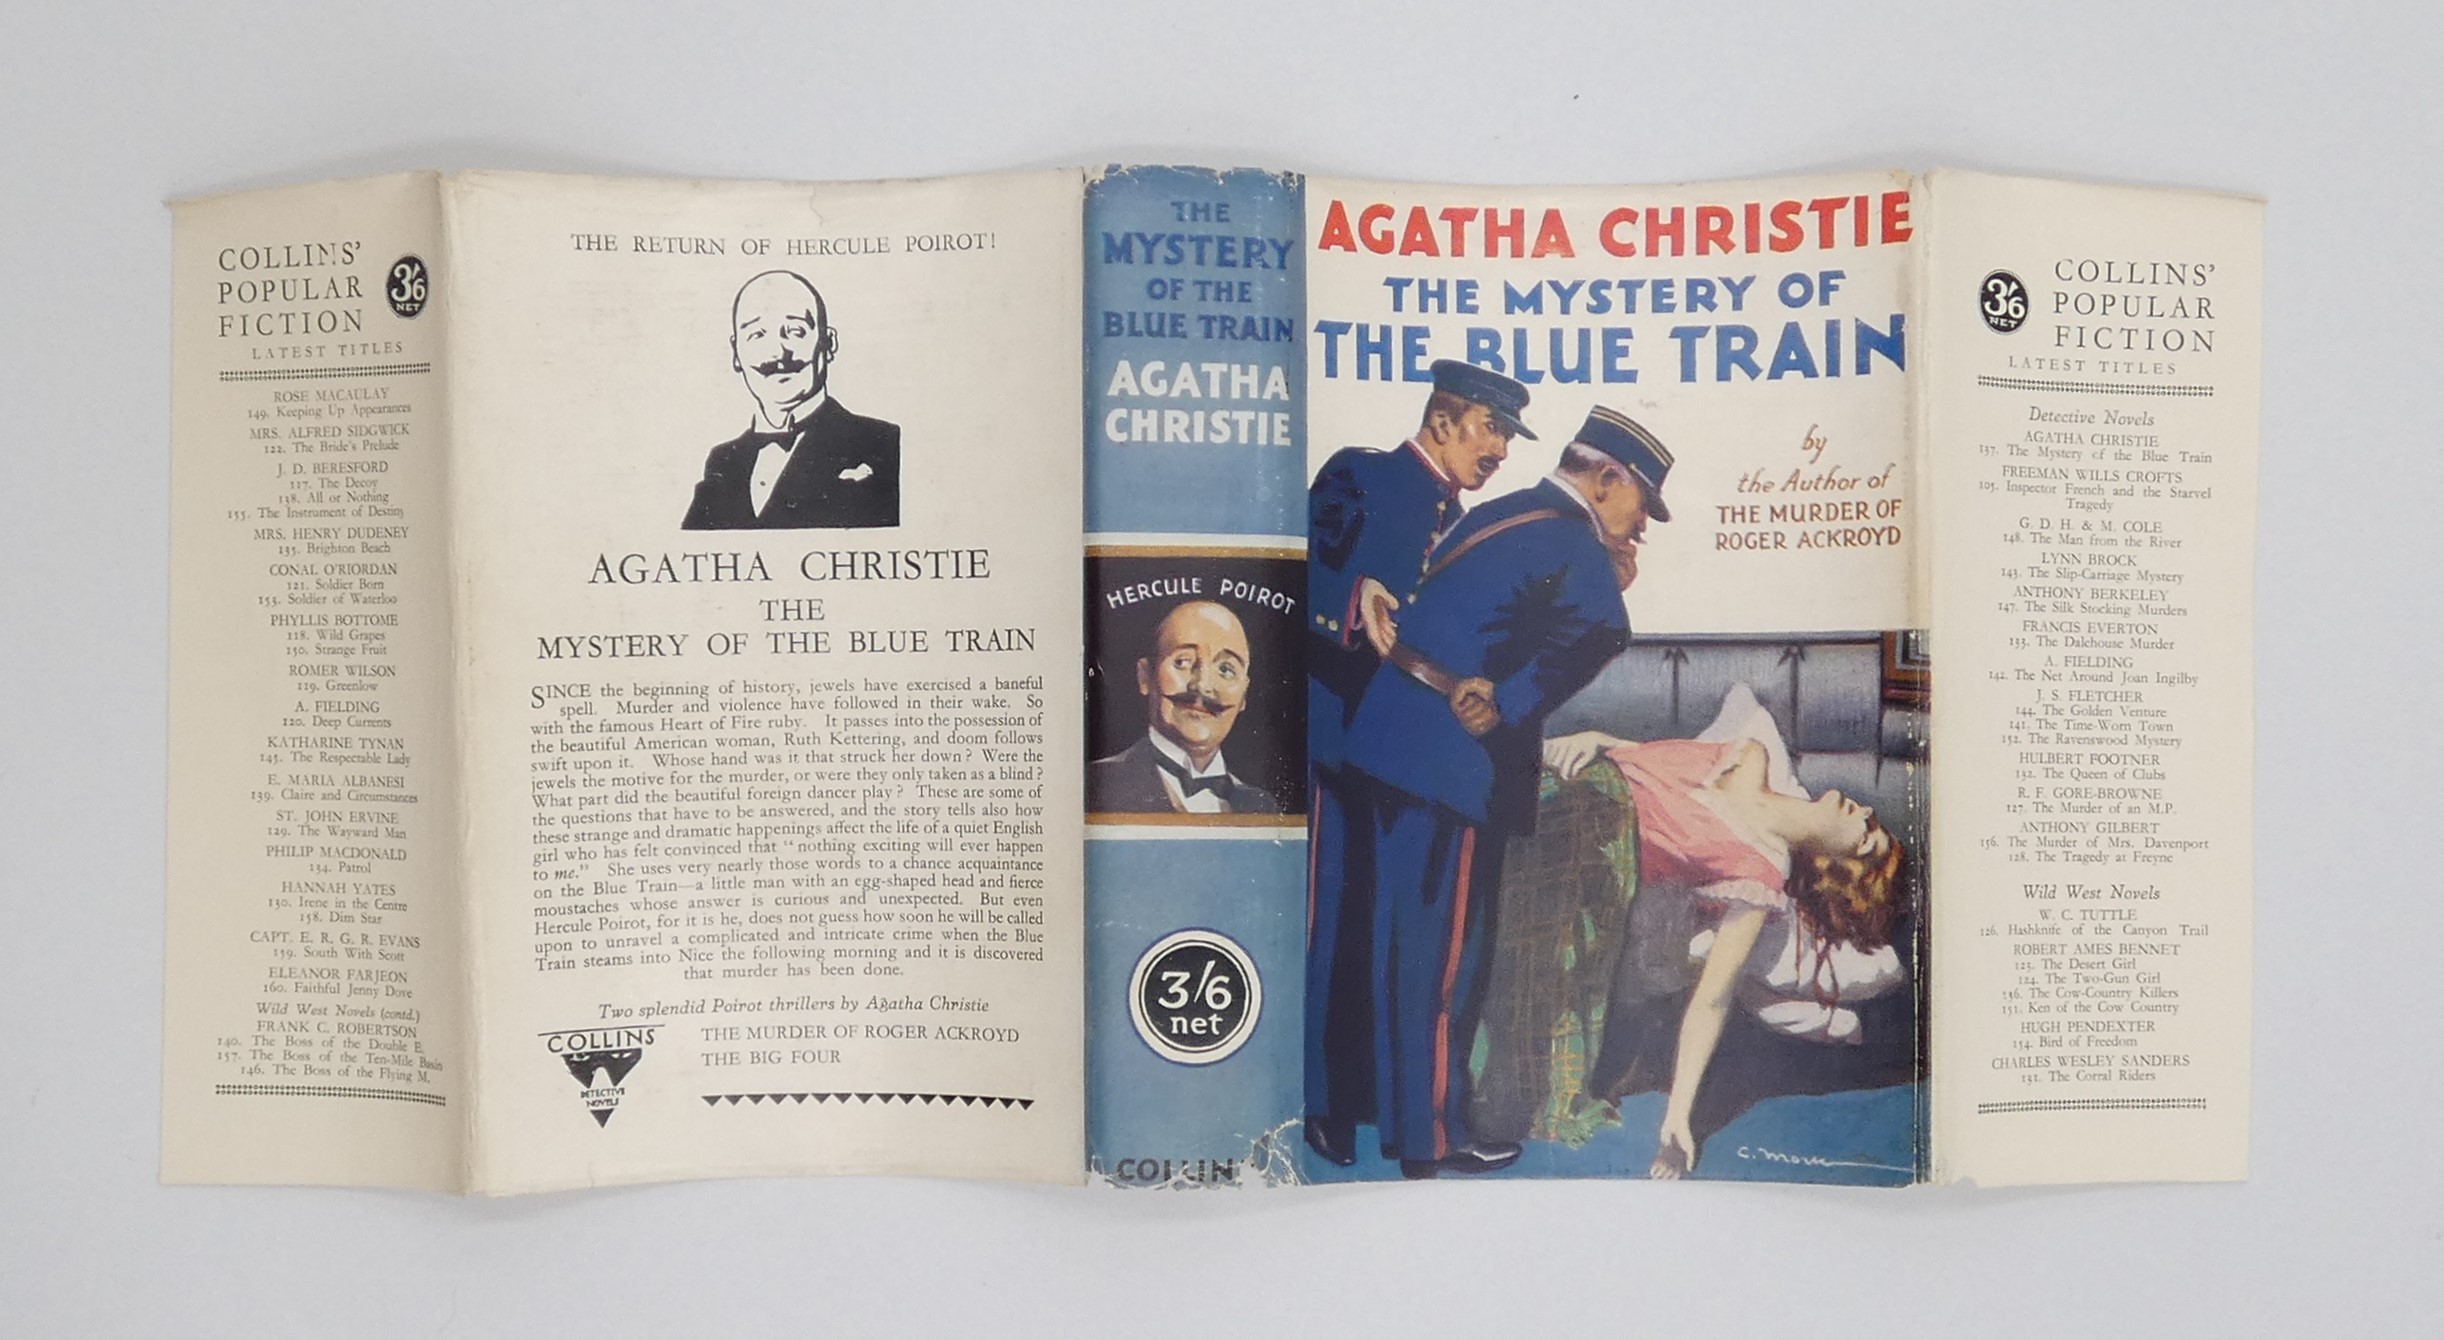 COLLINS'
POPULAR
FICTION
3/6
NET
LATEST TITLES
ROSE MACAULAY
149. Keeping Up Appearances
MRS. ALFRED SIDGWICK
122. The Bride's Prelude
J. D. BERESFORD
117. The Decoy
138. All or Nothing
155. The Instrument of Destiny
MRS. HENRY DUDENEY
135. Brighton Beach
CONAL O'RIORDAN
121. Soldier Born
153. Soldier of Waterloo
PHYLLIS BOTTOME
118. Wild Grapes
150. Strange Fruit
ROMER WILSON
119. Greenlow
A. FIELDING
120. Deep Currents
KATHARINE TYNAN
145. The Respectable Lady
E. MARIA ALBANESI
139. Claire and Circumstances
ST. JOHN ERVINE
129. The Wayward Man
PHILIP MACDONALD
134. Patrol
HANNAH YATES
130. Irene in the Centre
158. Dim Star
CAPT. E. R. G. R. EVANS
159. South With Scott
ELEANOR FARJEON
160. Faithful Jenny Dove
Wild West Novels (contd.)
FRANK C. ROBERTSON
140. The Boss of the Double E.
157. The Boss of the Ten-Mile Basin
146. The Boss of the Flying M.
THE RETURN OF HERCULE POIROT!
AGATHA CHRISTIE
THE
MYSTERY OF THE BLUE TRAIN
SINCE the beginning of history, jewels have exercised a baneful
spell. Murder and violence have followed in their wake. So
with the famous Heart of Fire ruby. It passes into the possession of
the beautiful American woman, Ruth Kettering, and doom follows
swift upon it. Whose hand was it that struck her down? Were the
jewels the motive for the murder, or were they only taken as a blind?
What part did the beautiful foreign dancer play? These are some of
the questions that have to be answered, and the story tells also how
these strange and dramatic happenings affect the life of a quiet English
girl who has felt convinced that "nothing exciting will ever happen
to me." She uses very nearly those words to a chance acquaintance
on the Blue Train—a little man with an egg-shaped head and fierce
moustaches whose answer is curious and unexpected. But even
Hercule Poirot, for it is he, does not guess how soon he will be called
upon to unravel a complicated and intricate crime when the Blue
Train steams into Nice the following morning and it is discovered
that murder has been done.
Two splendid Poirot thrillers by Agatha Christie
THE MURDER OF ROGER ACKROYD
THE BIG FOUR
COLLINS
DETECTIVE
NOVELS
THE
MYSTERY
OF THE
BLUE TRAIN
AGATHA
CHRISTIE
HERCULE POIROT
3/6
net
COLLIN
AGATHA CHRISTIE
THE MYSTERY OF
THE BLUE TRAIN
by
the Author of
THE MURDER OF
ROGER ACKROYD
C. Morse
3/6
NET
COLLINS'
POPULAR
FICTION
LATEST TITLES
Detective Novels
AGATHA CHRISTIE
137. The Mystery of the Blue Train
FREEMAN WILLS CROFTS
105. Inspector French and the Starvel
Tragedy
G. D. H. & M. COLE
148. The Man from the River
LYNN BROCK
143. The Slip-Carriage Mystery
ANTHONY BERKELEY
147. The Silk Stocking Murders
FRANCIS EVERTON
133. The Dalehouse Murder
A. FIELDING
142. The Net Around Joan Ingilby
J. S. FLETCHER
144. The Golden Venture
141. The Time-Worn Town
152. The Ravenswood Mystery
HULBERT FOOTNER
132. The Queen of Clubs
R. F. GORE-BROWNE
127. The Murder of an M.P.
ANTHONY GILBERT
156. The Murder of Mrs. Davenport
128. The Tragedy at Freyne
Wild West Novels
W. C. TUTTLE
126. Hashknife of the Canyon Trail
ROBERT AMES BENNET
123. The Desert Girl
124. The Two-Gun Girl
136. The Cow-Country Killers
151. Ken of the Cow Country
HUGH PENDEXTER
154. Bird of Freedom
CHARLES WESLEY SANDERS
131. The Corral Riders